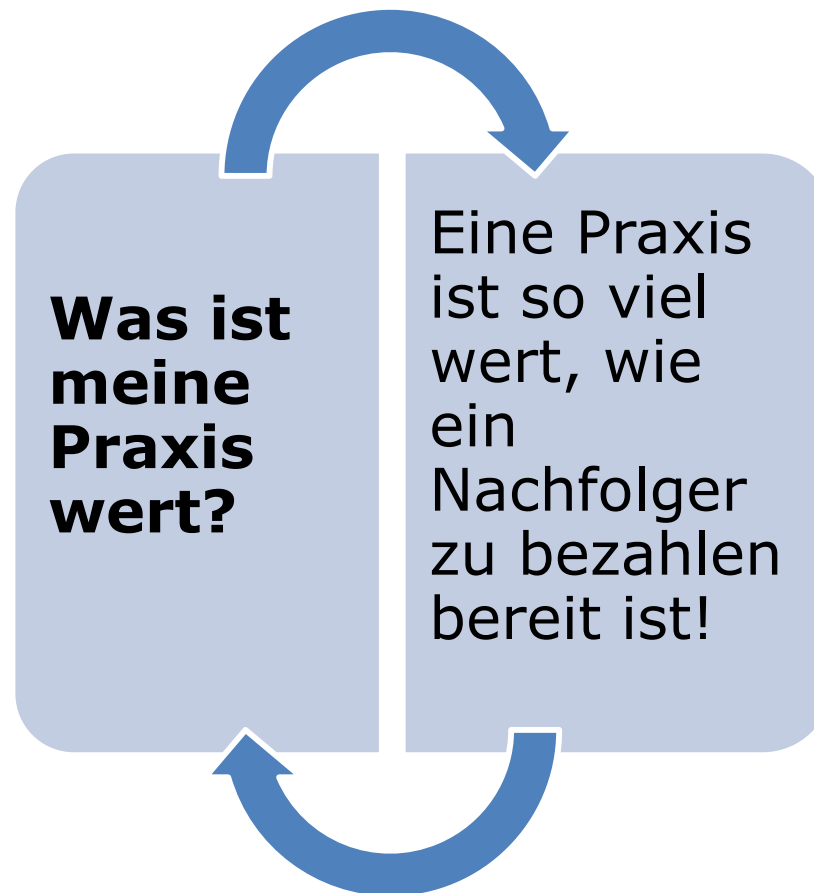 Was ist
meine
Praxis
wert?
Eine Praxis
ist so viel
wert, wie
ein
Nachfolger
zu bezahlen
bereit ist!